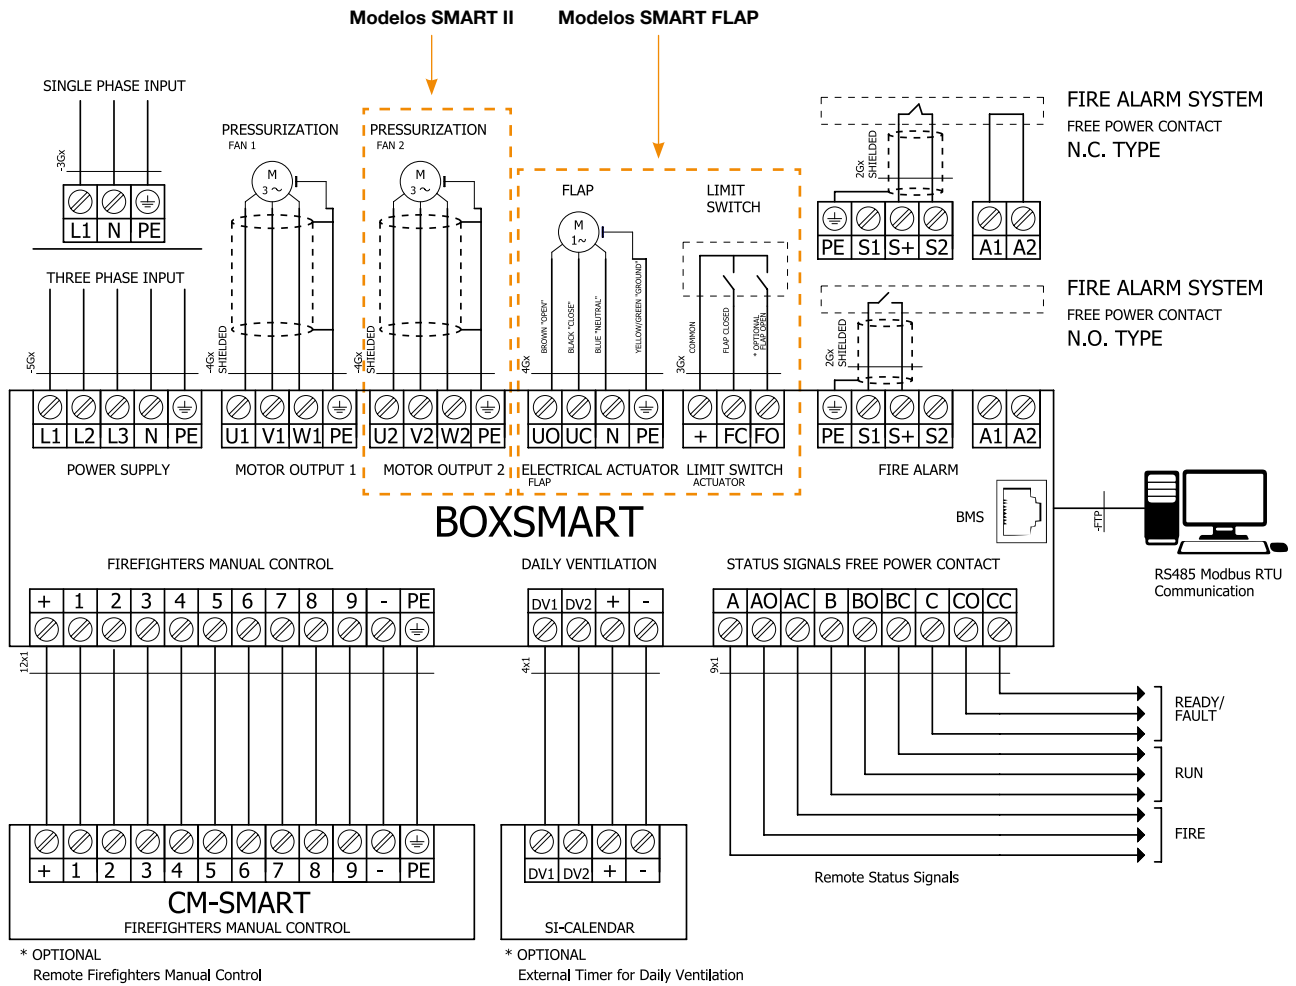 Modelos SMART II
Modelos SMART FLAP
SINGLE PHASE INPUT
-3Gx
L1 N PE
THREE PHASE INPUT
-5Gx
PRESSURIZATION
FAN 1
M
3 ~
-4Gx
SHIELDED
PRESSURIZATION
FAN 2
M
3 ~
-4Gx
SHIELDED
FLAP
M
1~
BROWN "OPEN"
BLACK "CLOSE"
BLUE "NEUTRAL"
YELLOW/GREEN "GROUND"
4Gx
LIMIT
SWITCH
3Gx
COMMON
FLAP CLOSED
* OPTIONAL
FLAP OPEN
2Gx
SHIELDED
PE S1 S+ S2 A1 A2
FIRE ALARM SYSTEM
FREE POWER CONTACT
N.C. TYPE
2Gx
SHIELDED
FIRE ALARM SYSTEM
FREE POWER CONTACT
N.O. TYPE
L1 L2 L3 N PE
POWER SUPPLY
U1 V1 W1 PE
MOTOR OUTPUT 1
U2 V2 W2 PE
MOTOR OUTPUT 2
UO UC N PE
ELECTRICAL ACTUATOR
FLAP
+ FC FO
LIMIT SWITCH
ACTUATOR
PE S1 S+ S2 A1 A2
FIRE ALARM
BOXSMART
BMS
-FTP
RS485 Modbus RTU
Communication
FIREFIGHTERS MANUAL CONTROL
+ 1 2 3 4 5 6 7 8 9 - PE
12x1
DAILY VENTILATION
DV1 DV2 + -
4x1
STATUS SIGNALS FREE POWER CONTACT
A AO AC B BO BC C CO CC
9x1
READY/
FAULT
RUN
FIRE
Remote Status Signals
+ 1 2 3 4 5 6 7 8 9 - PE
CM-SMART
FIREFIGHTERS MANUAL CONTROL
* OPTIONAL
Remote Firefighters Manual Control
DV1 DV2 + -
SI-CALENDAR
* OPTIONAL
External Timer for Daily Ventilation